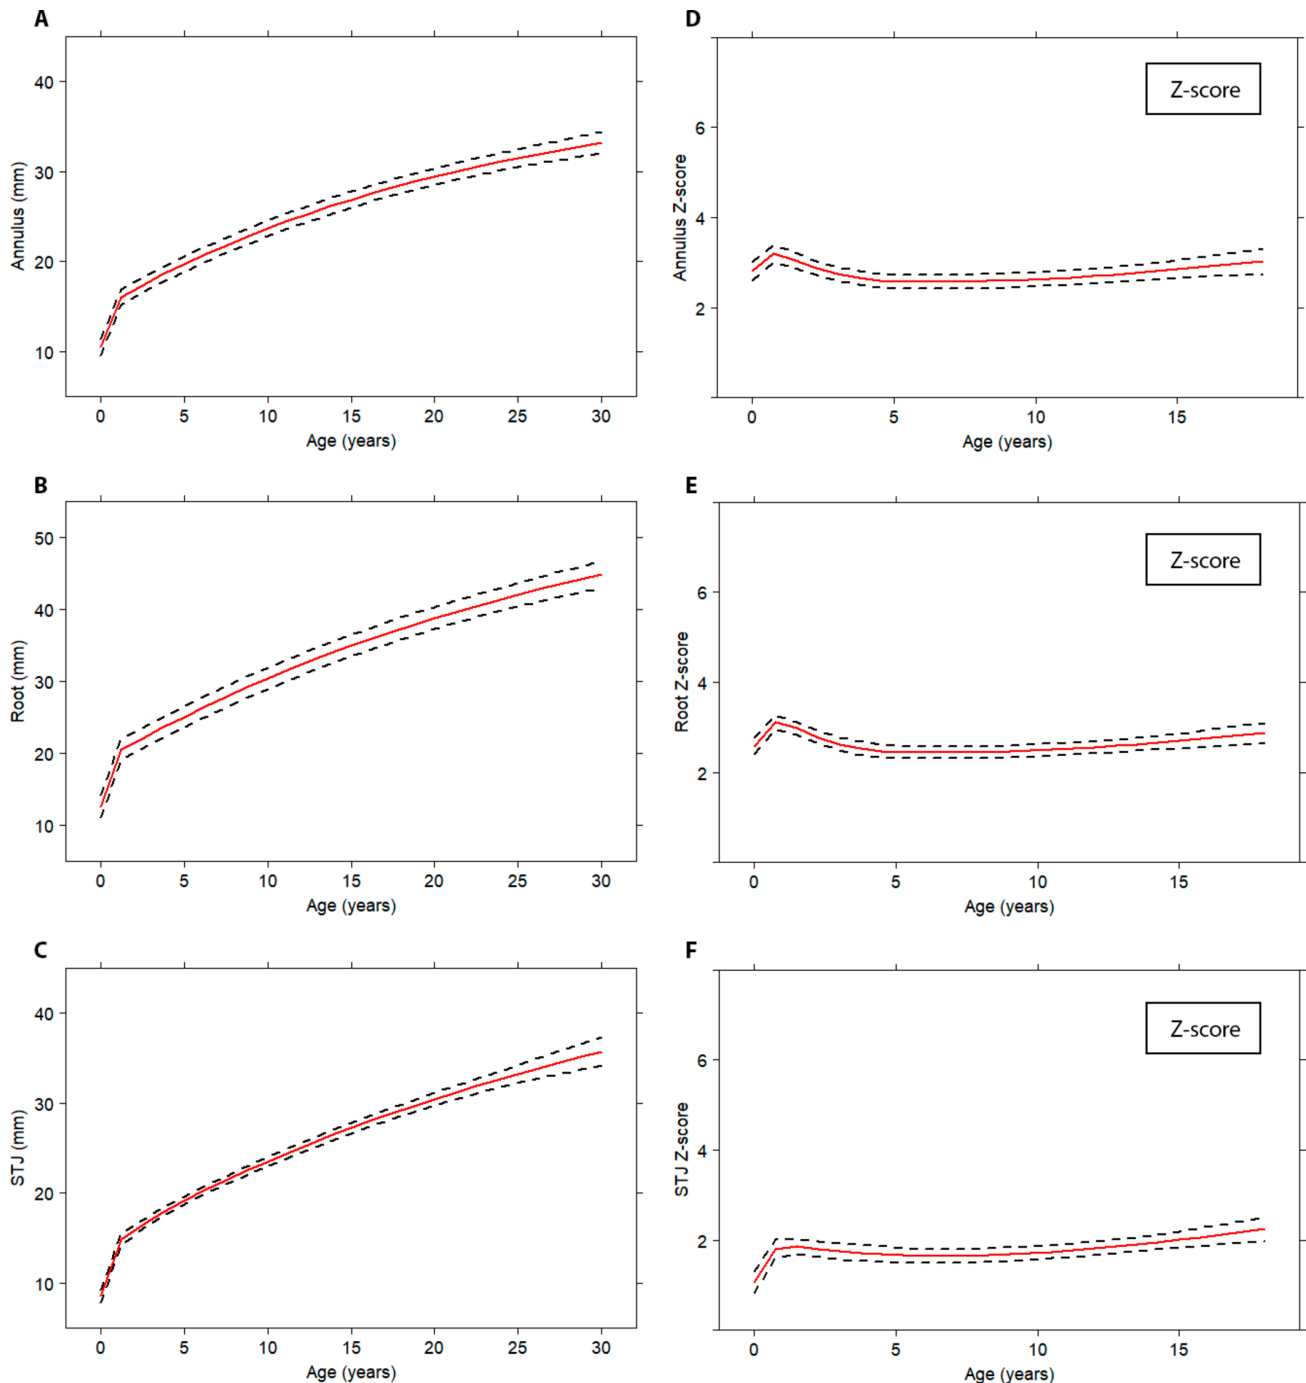 A
40
30
20
10
Annulus (mm)
0 5 10 15 20 25 30
Age (years)
D
Z-score
6
4
2
Annulus Z-score
0 5 10 15
Age (years)
B
50
40
30
20
10
Root (mm)
0 5 10 15 20 25 30
Age (years)
E
Z-score
6
4
2
Root Z-score
0 5 10 15
Age (years)
C
40
30
20
10
STJ (mm)
0 5 10 15 20 25 30
Age (years)
F
Z-score
6
4
2
STJ Z-score
0 5 10 15
Age (years)